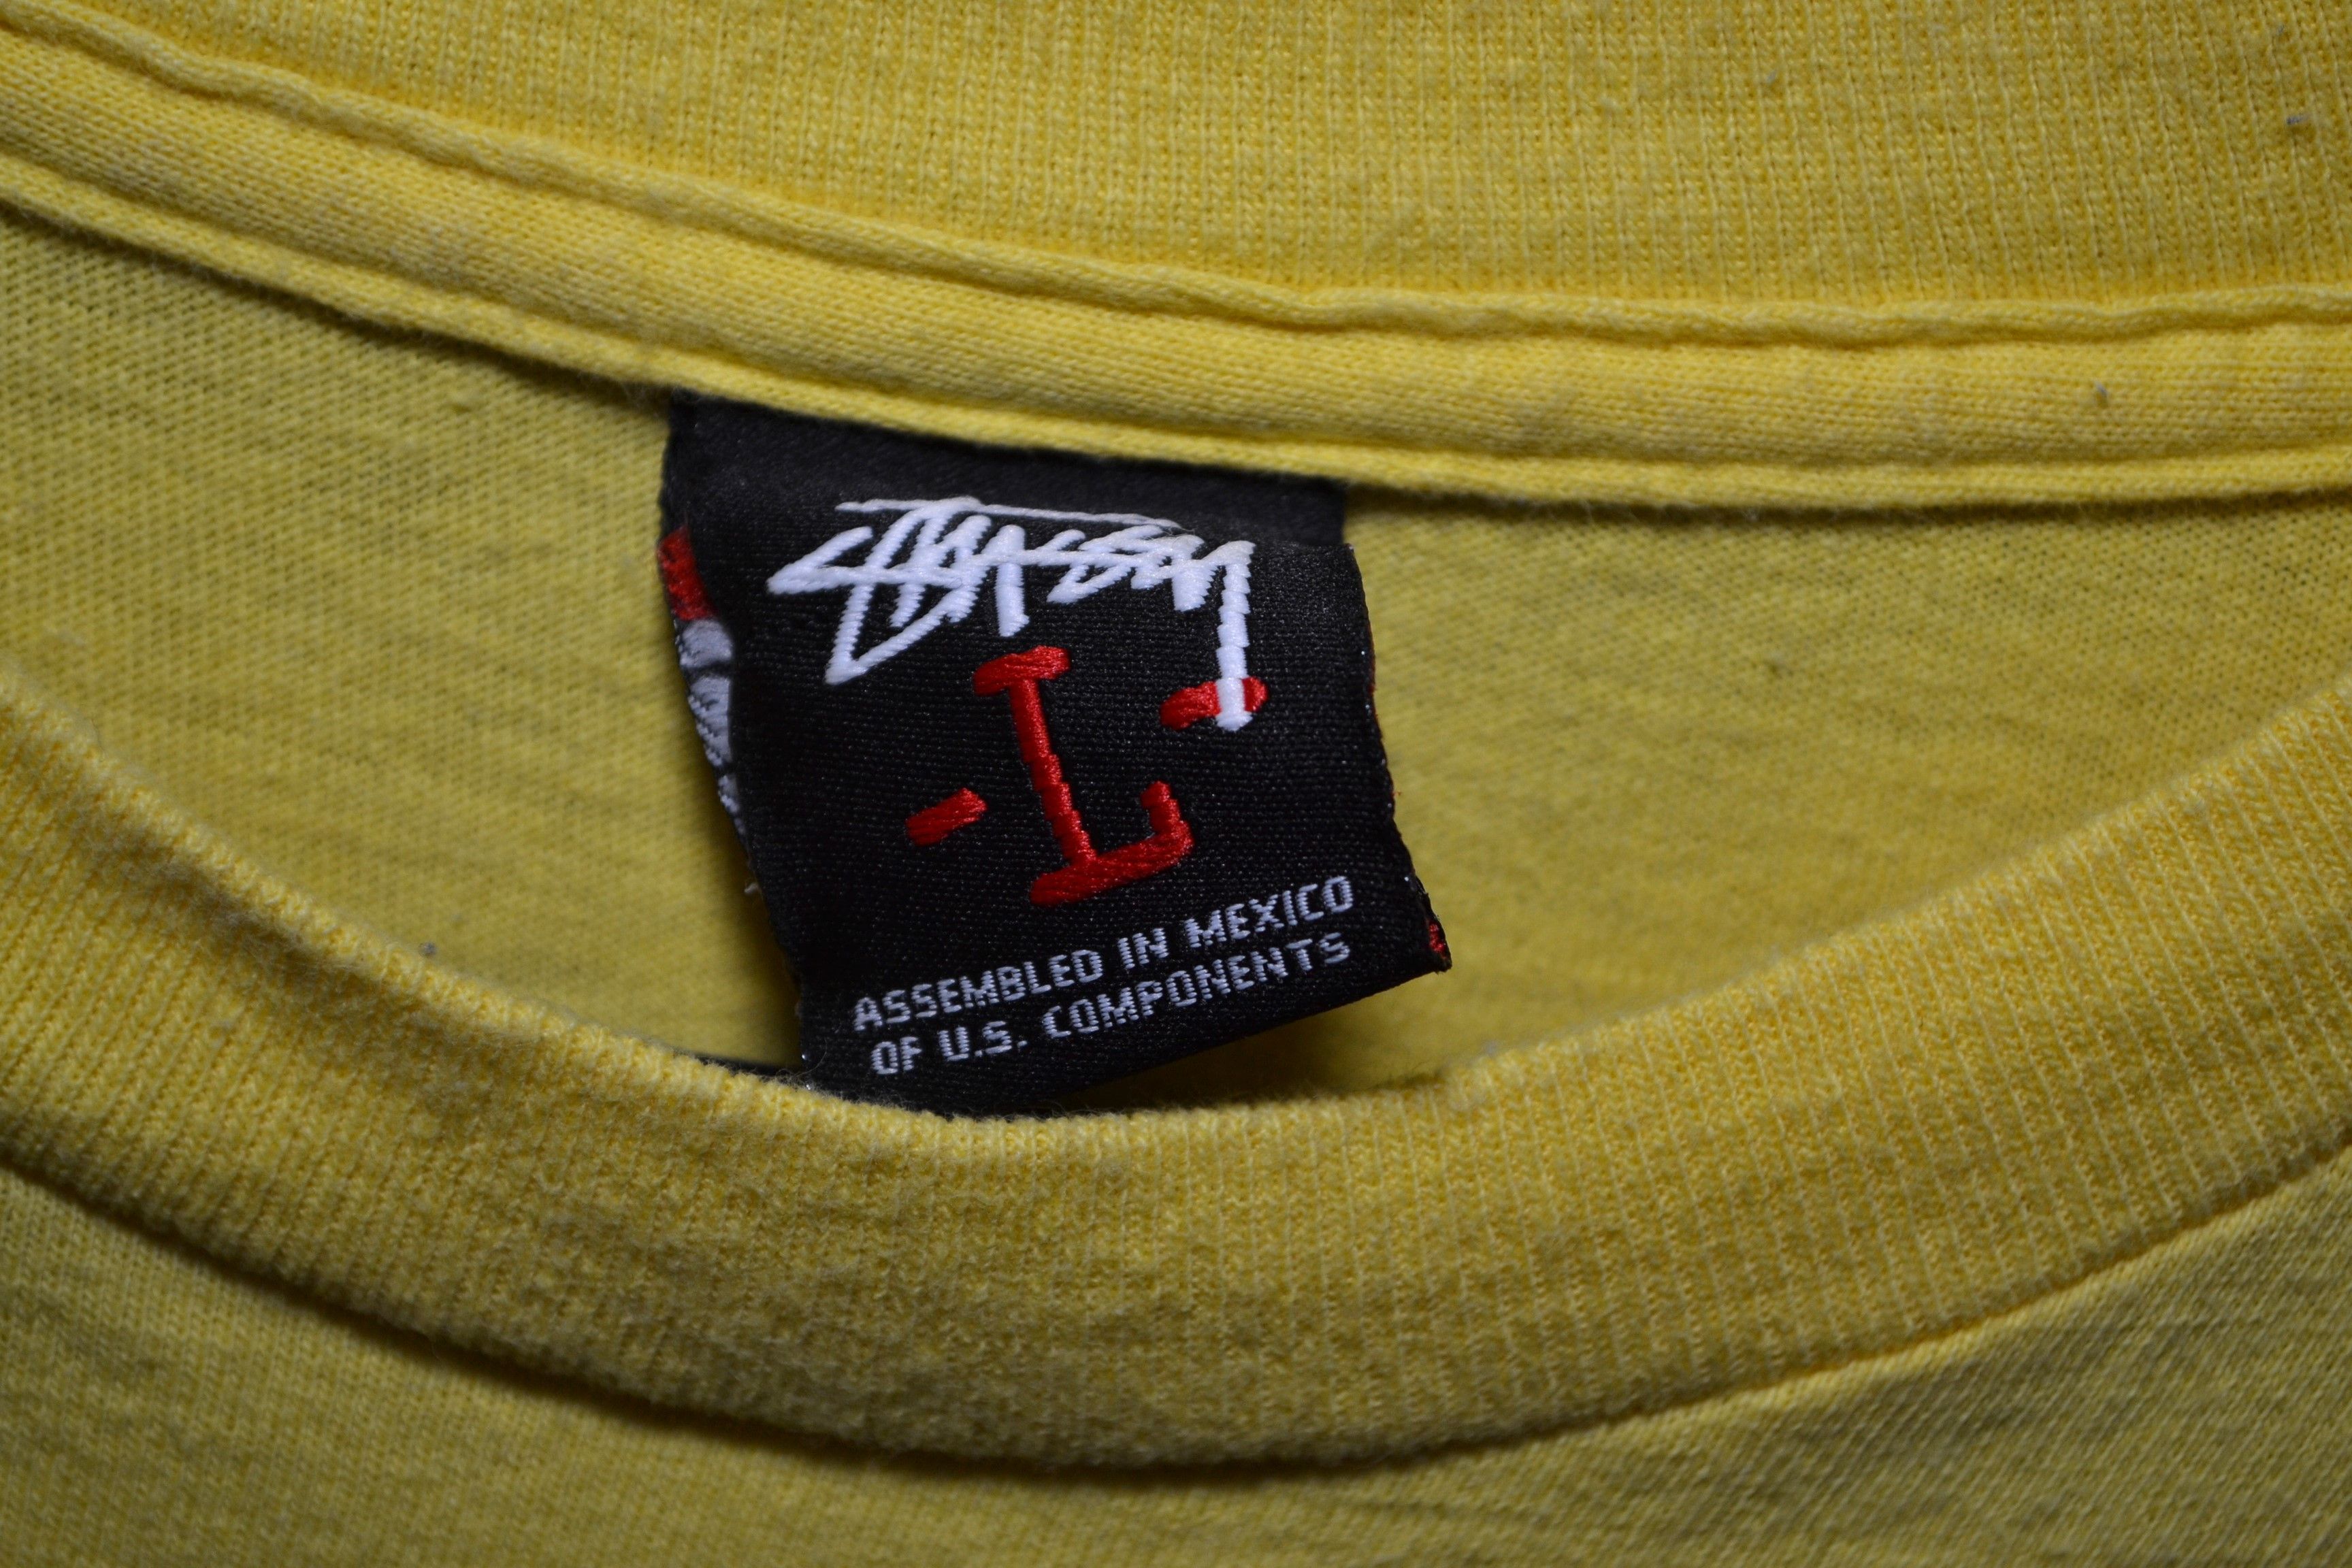 Stussy
- L -
ASSEMBLED IN MEXICO
OF U.S. COMPONENTS